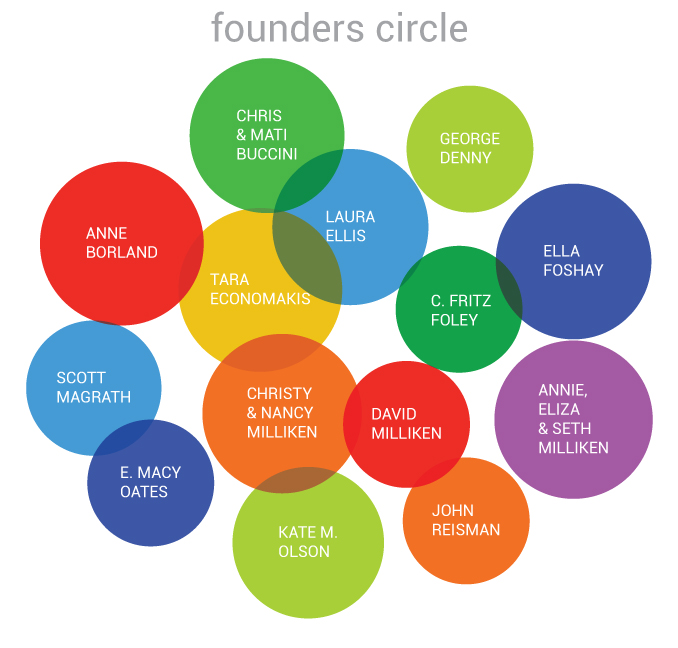 founders circle
CHRIS
& MATI
BUCCINI
GEORGE
DENNY
ANNE
BORLAND
LAURA
ELLIS
ELLA
FOSHAY
TARA
ECONOMAKIS
C. FRITZ
FOLEY
SCOTT
MAGRATH
CHRISTY
& NANCY
MILLIKEN
DAVID
MILLIKEN
ANNIE,
ELIZA
& SETH
MILLIKEN
E. MACY
OATES
KATE M.
OLSON
JOHN
REISMAN